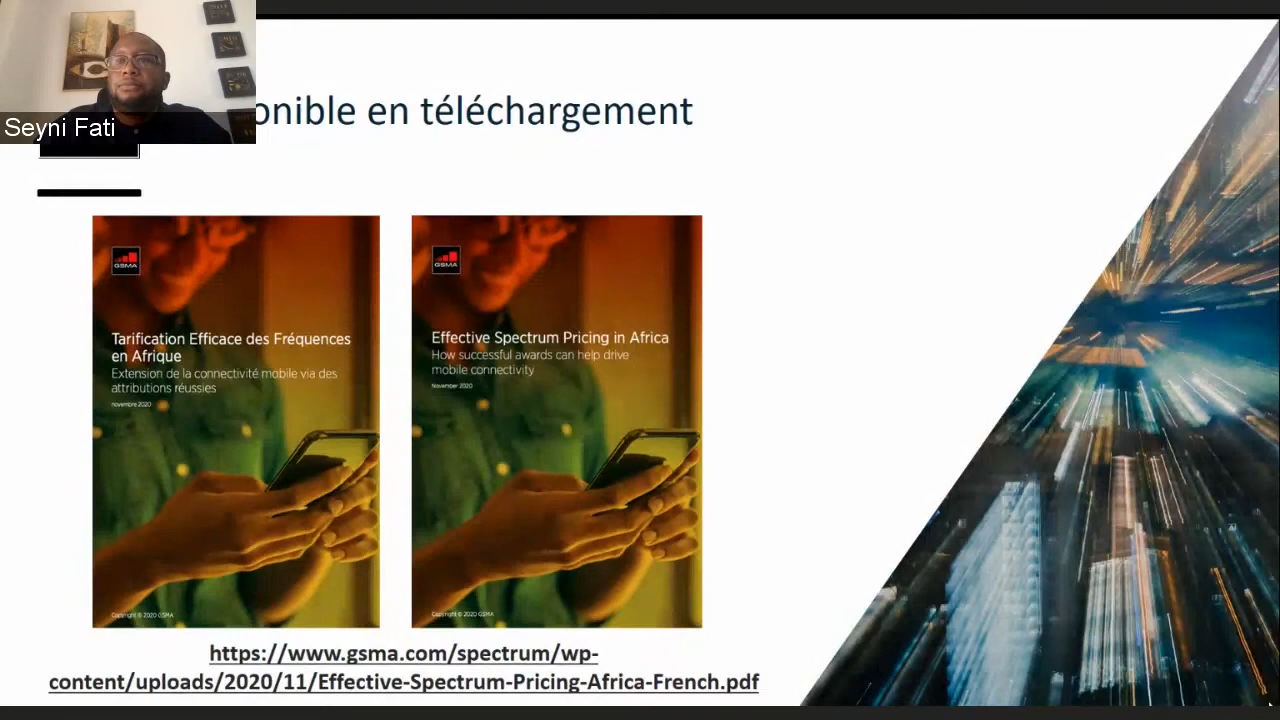 Seyni Fati
onible en téléchargement
GSMA
Tarification Efficace des Fréquences
en Afrique
Extension de la connectivité mobile via des
attributions réussies
novembre 2020
Copyright © 2020 GSMA
GSMA
Effective Spectrum Pricing in Africa
How successful awards can help drive
mobile connectivity
November 2020
Copyright © 2020 GSMA
https://www.gsma.com/spectrum/wp-
content/uploads/2020/11/Effective-Spectrum-Pricing-Africa-French.pdf